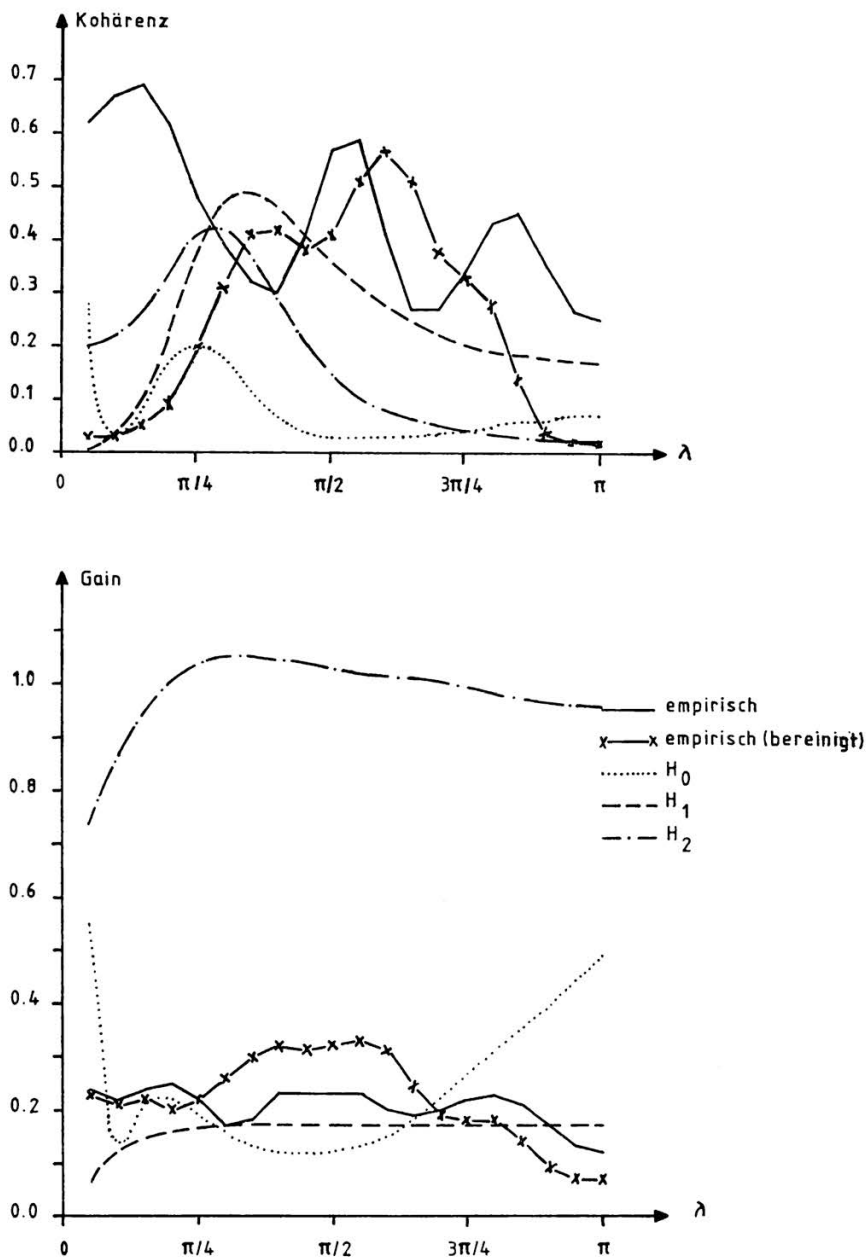 Kohärenz
0.7
0.6
0.5
0.4
0.3
0.2
0.1
0.0
0 π/4 π/2 3π/4 π λ
Gain
1.0
0.8
0.6
0.4
0.2
0.0
0 π/4 π/2 3π/4 π λ
empirisch
x—x empirisch (bereinigt)
H0
H1
H2